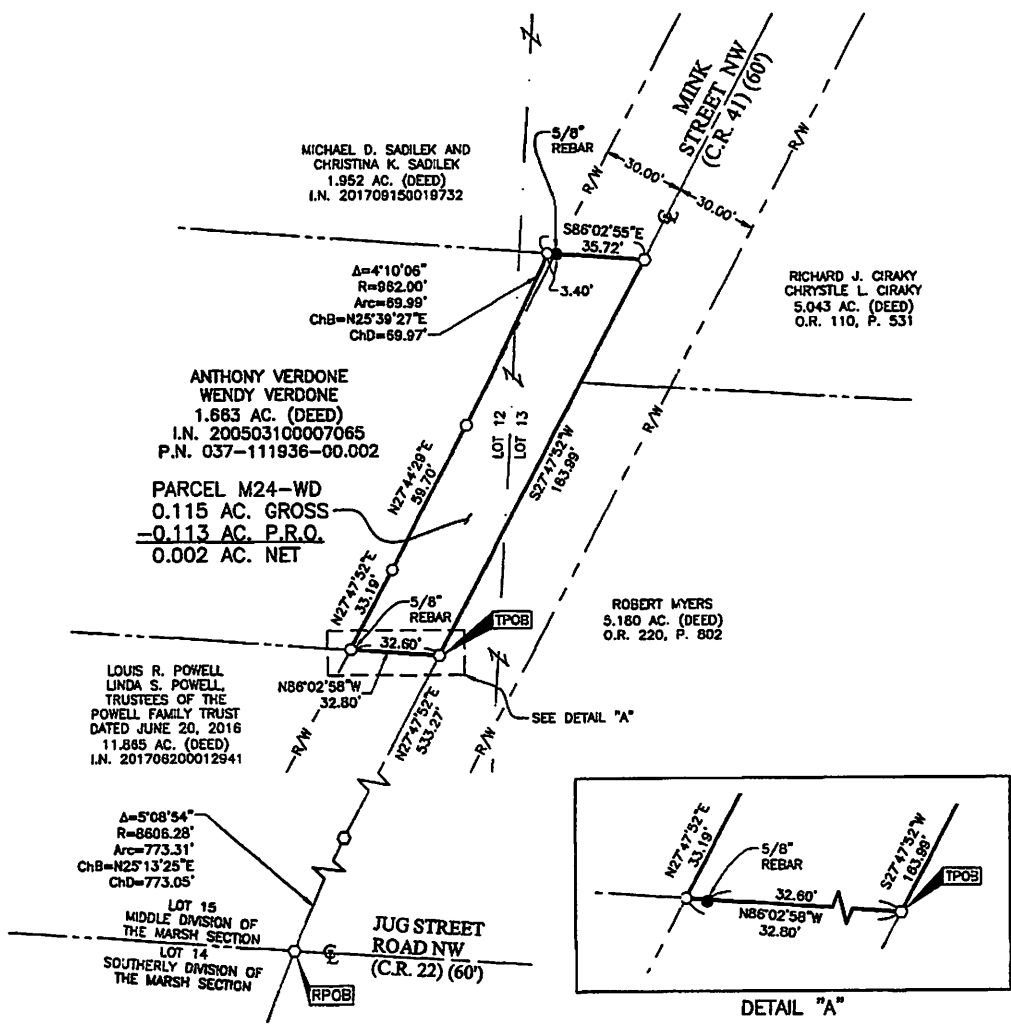 MINK
STREET NW
(C.R. 41) (60')
R/W
30.00'
30.00'
R/W
5/8"
REBAR
MICHAEL D. SADILEK AND
CHRISTINA K. SADILEK
1.952 AC. (DEED)
I.N. 201709150019732
S86°02'55"E
35.72'
3.40'
Δ=4°10'06"
R=962.00'
Arc=69.99'
ChB=N25°39'27"E
ChD=69.97'
RICHARD J. CIRAKY
CHRYSTLE L. CIRAKY
5.043 AC. (DEED)
O.R. 110, P. 531
ANTHONY VERDONE
WENDY VERDONE
1.663 AC. (DEED)
I.N. 200503100007065
P.N. 037-111936-00.002
R/W
LOT 12
LOT 13
S27°47'52"W
163.99'
N27°44'29"E
59.70'
PARCEL M24-WD
0.115 AC. GROSS
-0.113 AC. P.R.O.
0.002 AC. NET
N27°47'52"E
33.19'
5/8"
REBAR
TPOB
32.60'
N86°02'58"W
32.80'
ROBERT MYERS
5.160 AC. (DEED)
O.R. 220, P. 802
LOUIS R. POWELL
LINDA S. POWELL,
TRUSTEES OF THE
POWELL FAMILY TRUST
DATED JUNE 20, 2016
11.865 AC. (DEED)
I.N. 201706200012941
SEE DETAIL "A"
R/W
N27°47'52"E
533.27'
R/W
Δ=5°08'54"
R=8606.28'
Arc=773.31'
ChB=N25°13'25"E
ChD=773.05'
LOT 15
MIDDLE DIVISION OF
THE MARSH SECTION
LOT 14
SOUTHERLY DIVISION OF
THE MARSH SECTION
JUG STREET
ROAD NW
(C.R. 22) (60')
RPOB
N27°47'52"E
33.19'
5/8"
REBAR
32.60'
N86°02'58"W
32.80'
S27°47'52"W
163.99'
TPOB
DETAIL "A"